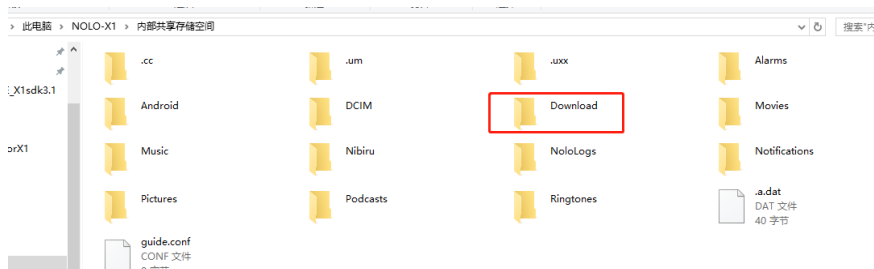 此电脑 > NOLO-X1 > 内部共享存储空间
搜索"内
.cc
.um
.uxx
Alarms
_X1sdk3.1
Android
DCIM
Download
Movies
orX1
Music
Nibiru
NoloLogs
Notifications
Pictures
Podcasts
Ringtones
.a.dat
DAT 文件
40 字节
guide.conf
CONF 文件